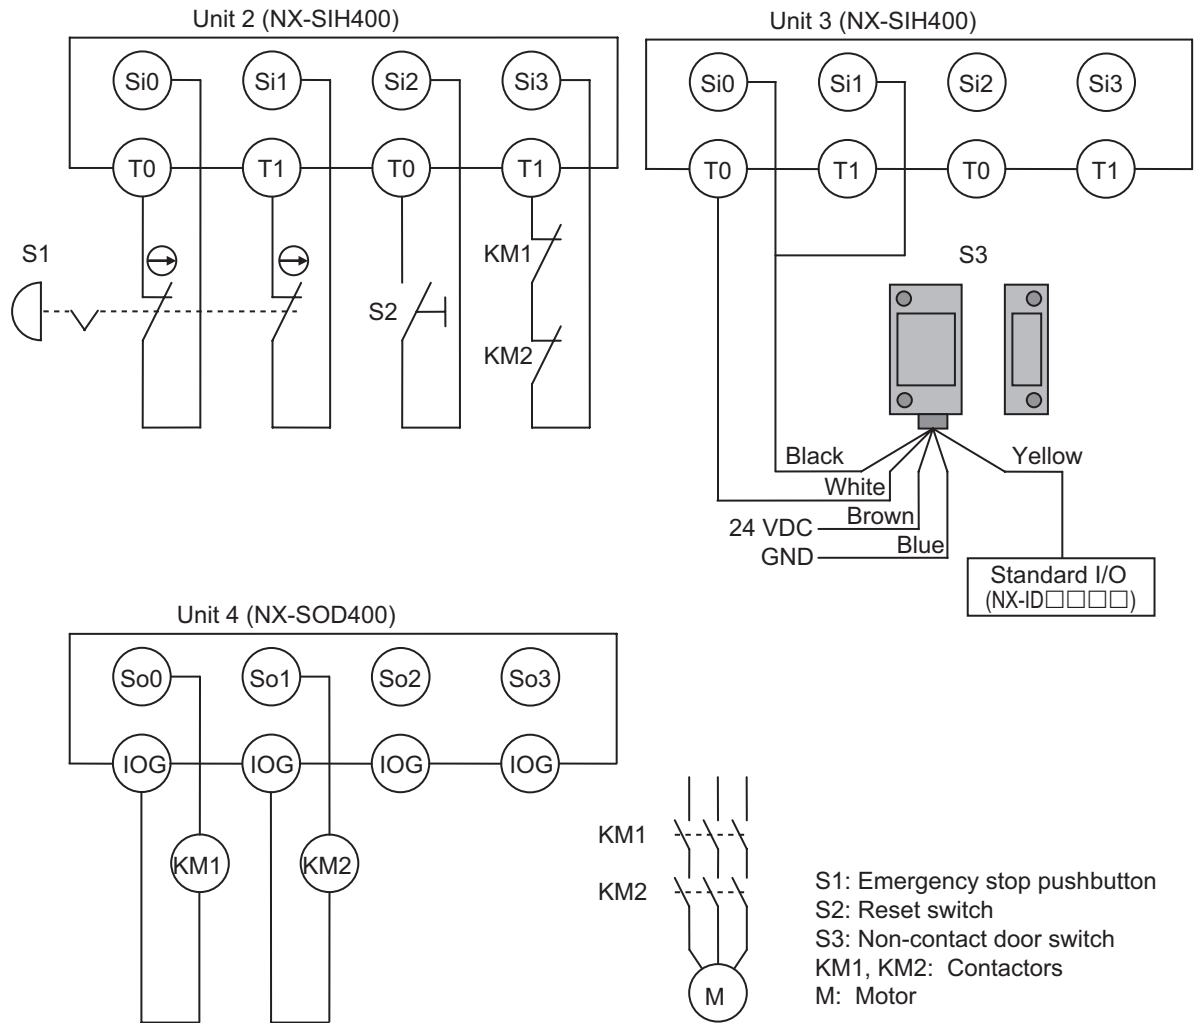 Unit 2 (NX-SIH400)
Si0 Si1 Si2 Si3
T0 T1 T0 T1
S1
S2
KM1
KM2
Unit 3 (NX-SIH400)
Si0 Si1 Si2 Si3
T0 T1 T0 T1
S3
Black
White
Brown
Blue
Yellow
24 VDC
GND
Standard I/O
(NX-ID□□□□)
Unit 4 (NX-SOD400)
So0 So1 So2 So3
IOG IOG IOG IOG
KM1 KM2
KM1
KM2
M
S1: Emergency stop pushbutton
S2: Reset switch
S3: Non-contact door switch
KM1, KM2: Contactors
M: Motor